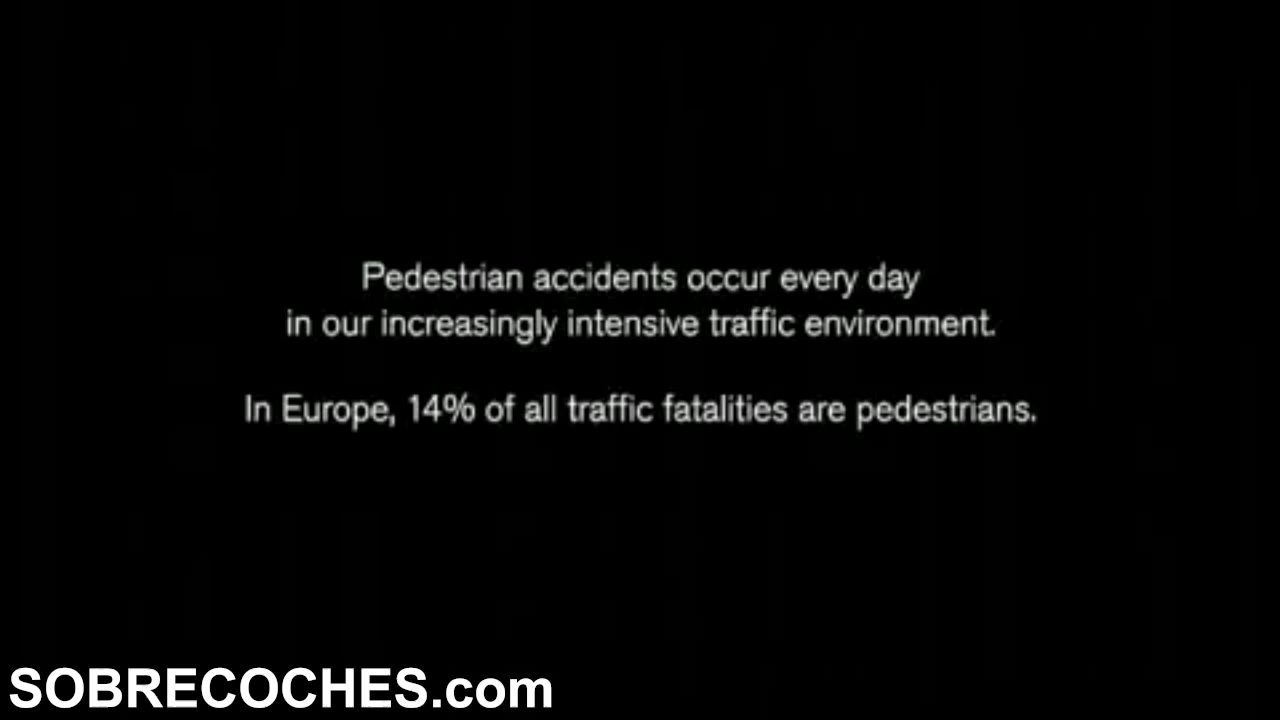 Pedestrian accidents occur every day
in our increasingly intensive traffic environment.
In Europe, 14% of all traffic fatalities are pedestrians.
SOBRECOCHES.com